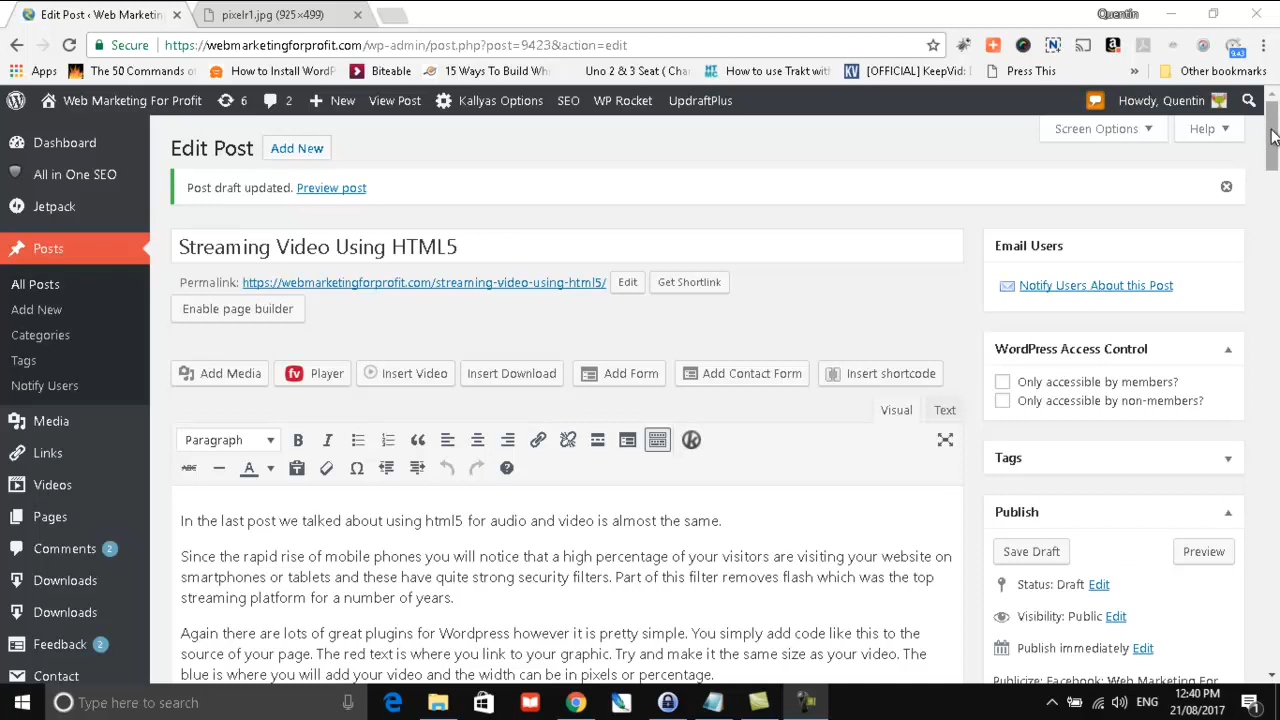 Edit Post ‹ Web Marketing
pixelr1.jpg (925×499)
Quentin
Secure
https://webmarketingforprofit.com/wp-admin/post.php?post=9423&action=edit
9.43
Apps
The 50 Commands of
How to Install WordP
Biteable
15 Ways To Build Whs
Uno 2 & 3 Seat ( Chai
How to use Trakt with
[OFFICIAL] KeepVid:
Press This
»
Other bookmarks
Web Marketing For Profit
6
2
New
View Post
Kallyas Options
SEO
WP Rocket
UpdraftPlus
Howdy, Quentin
Dashboard
All in One SEO
Jetpack
Posts
All Posts
Add New
Categories
Tags
Notify Users
Media
Links
Videos
Pages
Comments 2
Downloads
Downloads
Feedback 2
Contact
Edit Post
Add New
Screen Options
Help
Post draft updated. Preview post
Streaming Video Using HTML5
Permalink: https://webmarketingforprofit.com/streaming-video-using-html5/ Edit Get Shortlink
Enable page builder
Add Media
fv Player
Insert Video
Insert Download
Add Form
Add Contact Form
Insert shortcode
Visual
Text
Paragraph
B
I
ABC
A
Ω
In the last post we talked about using html5 for audio and video is almost the same.
Since the rapid rise of mobile phones you will notice that a high percentage of your visitors are visiting your website on
smartphones or tablets and these have quite strong security filters. Part of this filter removes flash which was the top
streaming platform for a number of years.
Again there are lots of great plugins for Wordpress however it is pretty simple. You simply add code like this to the
source of your page. The red text is where you link to your graphic. Try and make it the same size as your video. The
blue is where you will add your video and the width can be in pixels or percentage.
Email Users
Notify Users About this Post
WordPress Access Control
Only accessible by members?
Only accessible by non-members?
Tags
Publish
Save Draft
Preview
Status: Draft Edit
Visibility: Public Edit
Publish immediately Edit
Publicize: Facebook: Web Marketing For
Type here to search
ENG
12:40 PM
21/08/2017